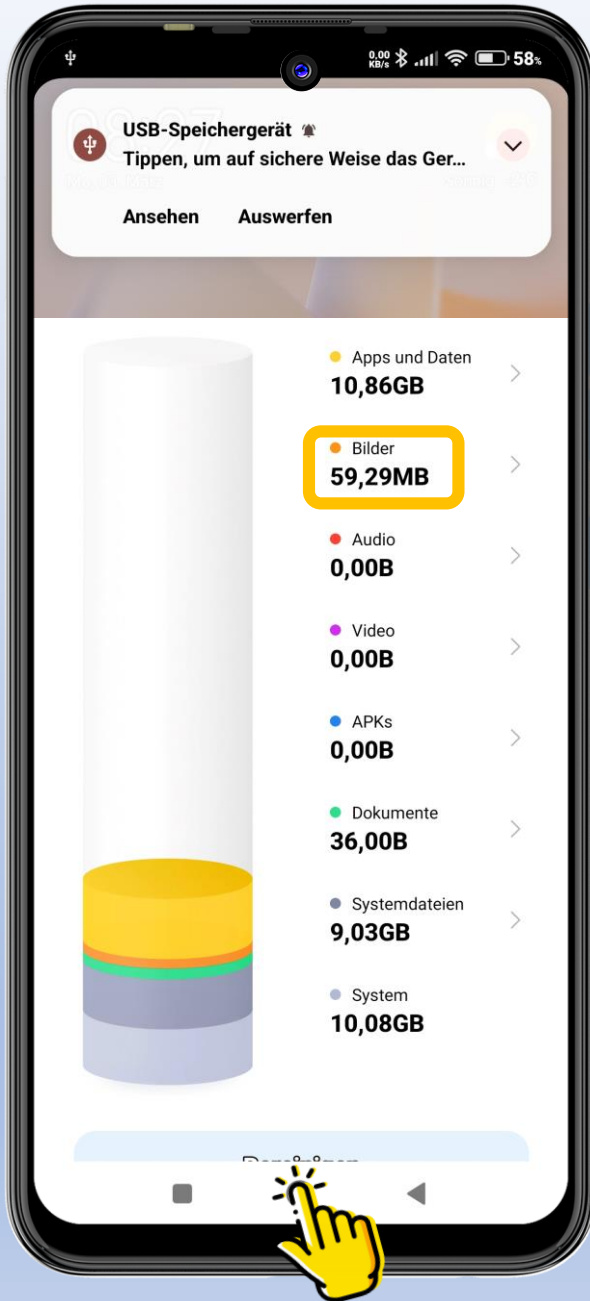 0,00
KB/s
58%
USB-Speichergerät
Tippen, um auf sichere Weise das Ger...
Ansehen Auswerfen
Apps und Daten
10,86GB
Bilder
59,29MB
Audio
0,00B
Video
0,00B
APKs
0,00B
Dokumente
36,00B
Systemdateien
9,03GB
System
10,08GB